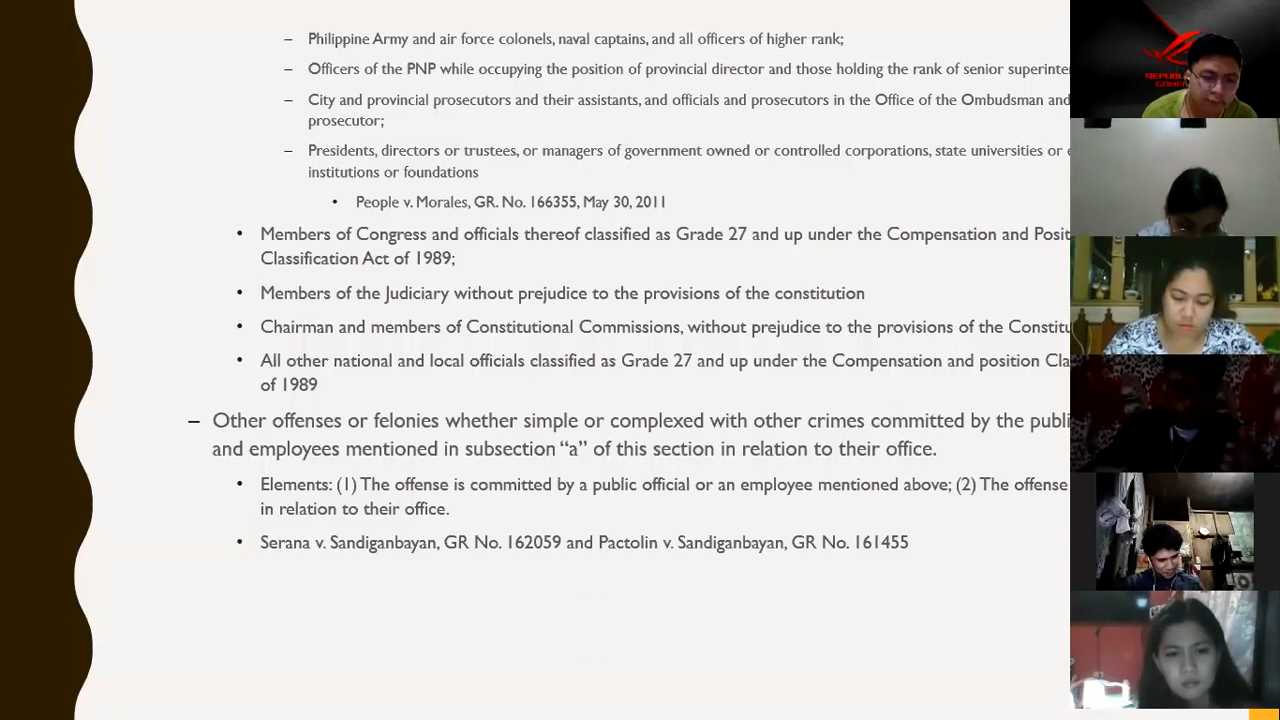 – Philippine Army and air force colonels, naval captains, and all officers of higher rank;
– Officers of the PNP while occupying the position of provincial director and those holding the rank of senior
– City and provincial prosecutors and their assistants, and officials and prosecutors in the Office of the Ombudsman and
prosecutor;
– Presidents, directors or trustees, or managers of government owned or controlled corporations, state universities or
institutions or foundations
• People v. Morales, GR. No. 166355, May 30, 2011
• Members of Congress and officials thereof classified as Grade 27 and up under the Compensation and
Classification Act of 1989;
• Members of the Judiciary without prejudice to the provisions of the constitution
• Chairman and members of Constitutional Commissions, without prejudice to the provisions of the
• All other national and local officials classified as Grade 27 and up under the Compensation and position
of 1989
– Other offenses or felonies whether simple or complexed with other crimes committed by the
and employees mentioned in subsection “a” of this section in relation to their office.
• Elements: (1) The offense is committed by a public official or an employee mentioned above; (2) The offense
in relation to their office.
• Serana v. Sandiganbayan, GR No. 162059 and Pactolin v. Sandiganbayan, GR No. 161455